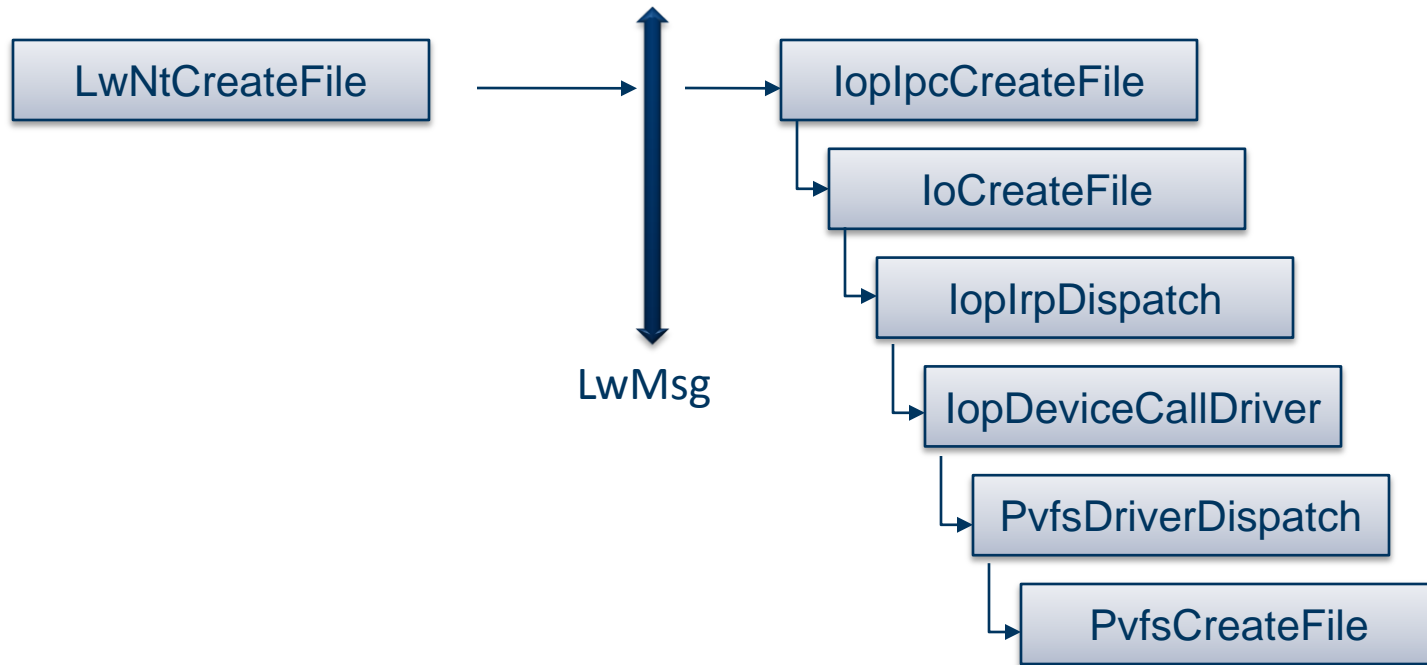 LwNtCreateFile
IopIpcCreateFile
IoCreateFile
IopIrpDispatch
LwMsg
IopDeviceCallDriver
PvfsDriverDispatch
PvfsCreateFile